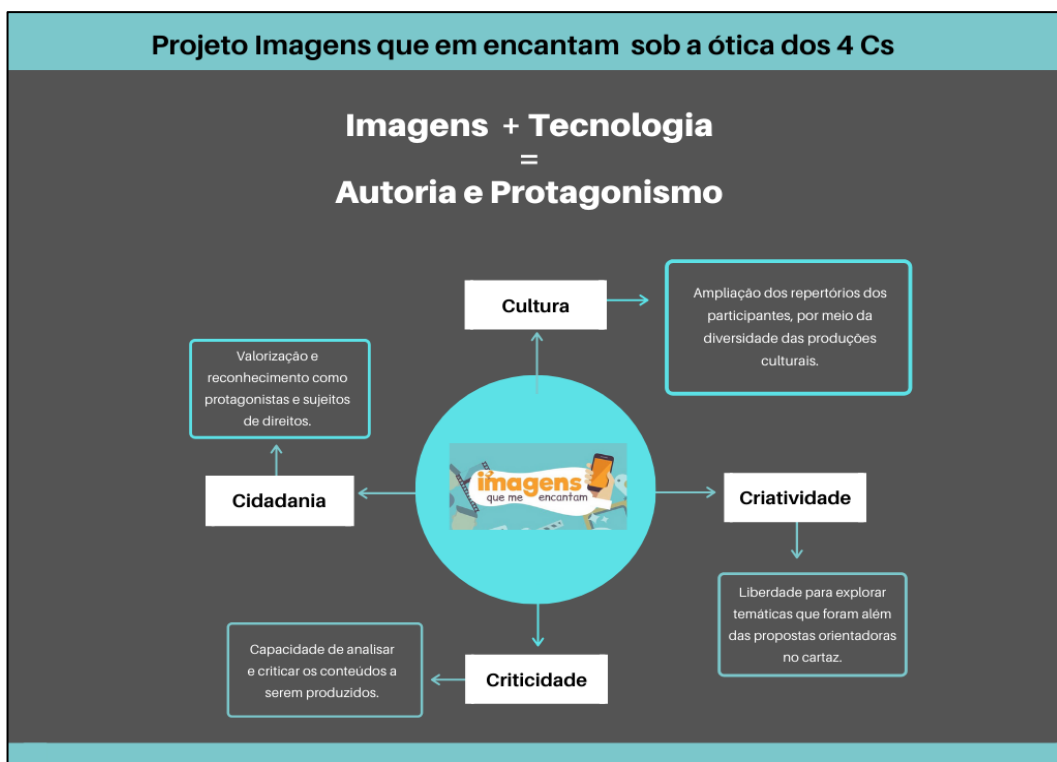 Projeto Imagens que em encantam sob a ótica dos 4 Cs
Imagens + Tecnologia
=
Autoria e Protagonismo
Cultura
Ampliação dos repertórios dos
participantes, por meio da
diversidade das produções
culturais.
Valorização e
reconhecimento como
protagonistas e sujeitos
de direitos.
Cidadania
imagens
que me encantam
Criatividade
Liberdade para explorar
temáticas que foram além
das propostas orientadoras
no cartaz.
Capacidade de analisar
e criticar os conteúdos a
serem produzidos.
Criticidade